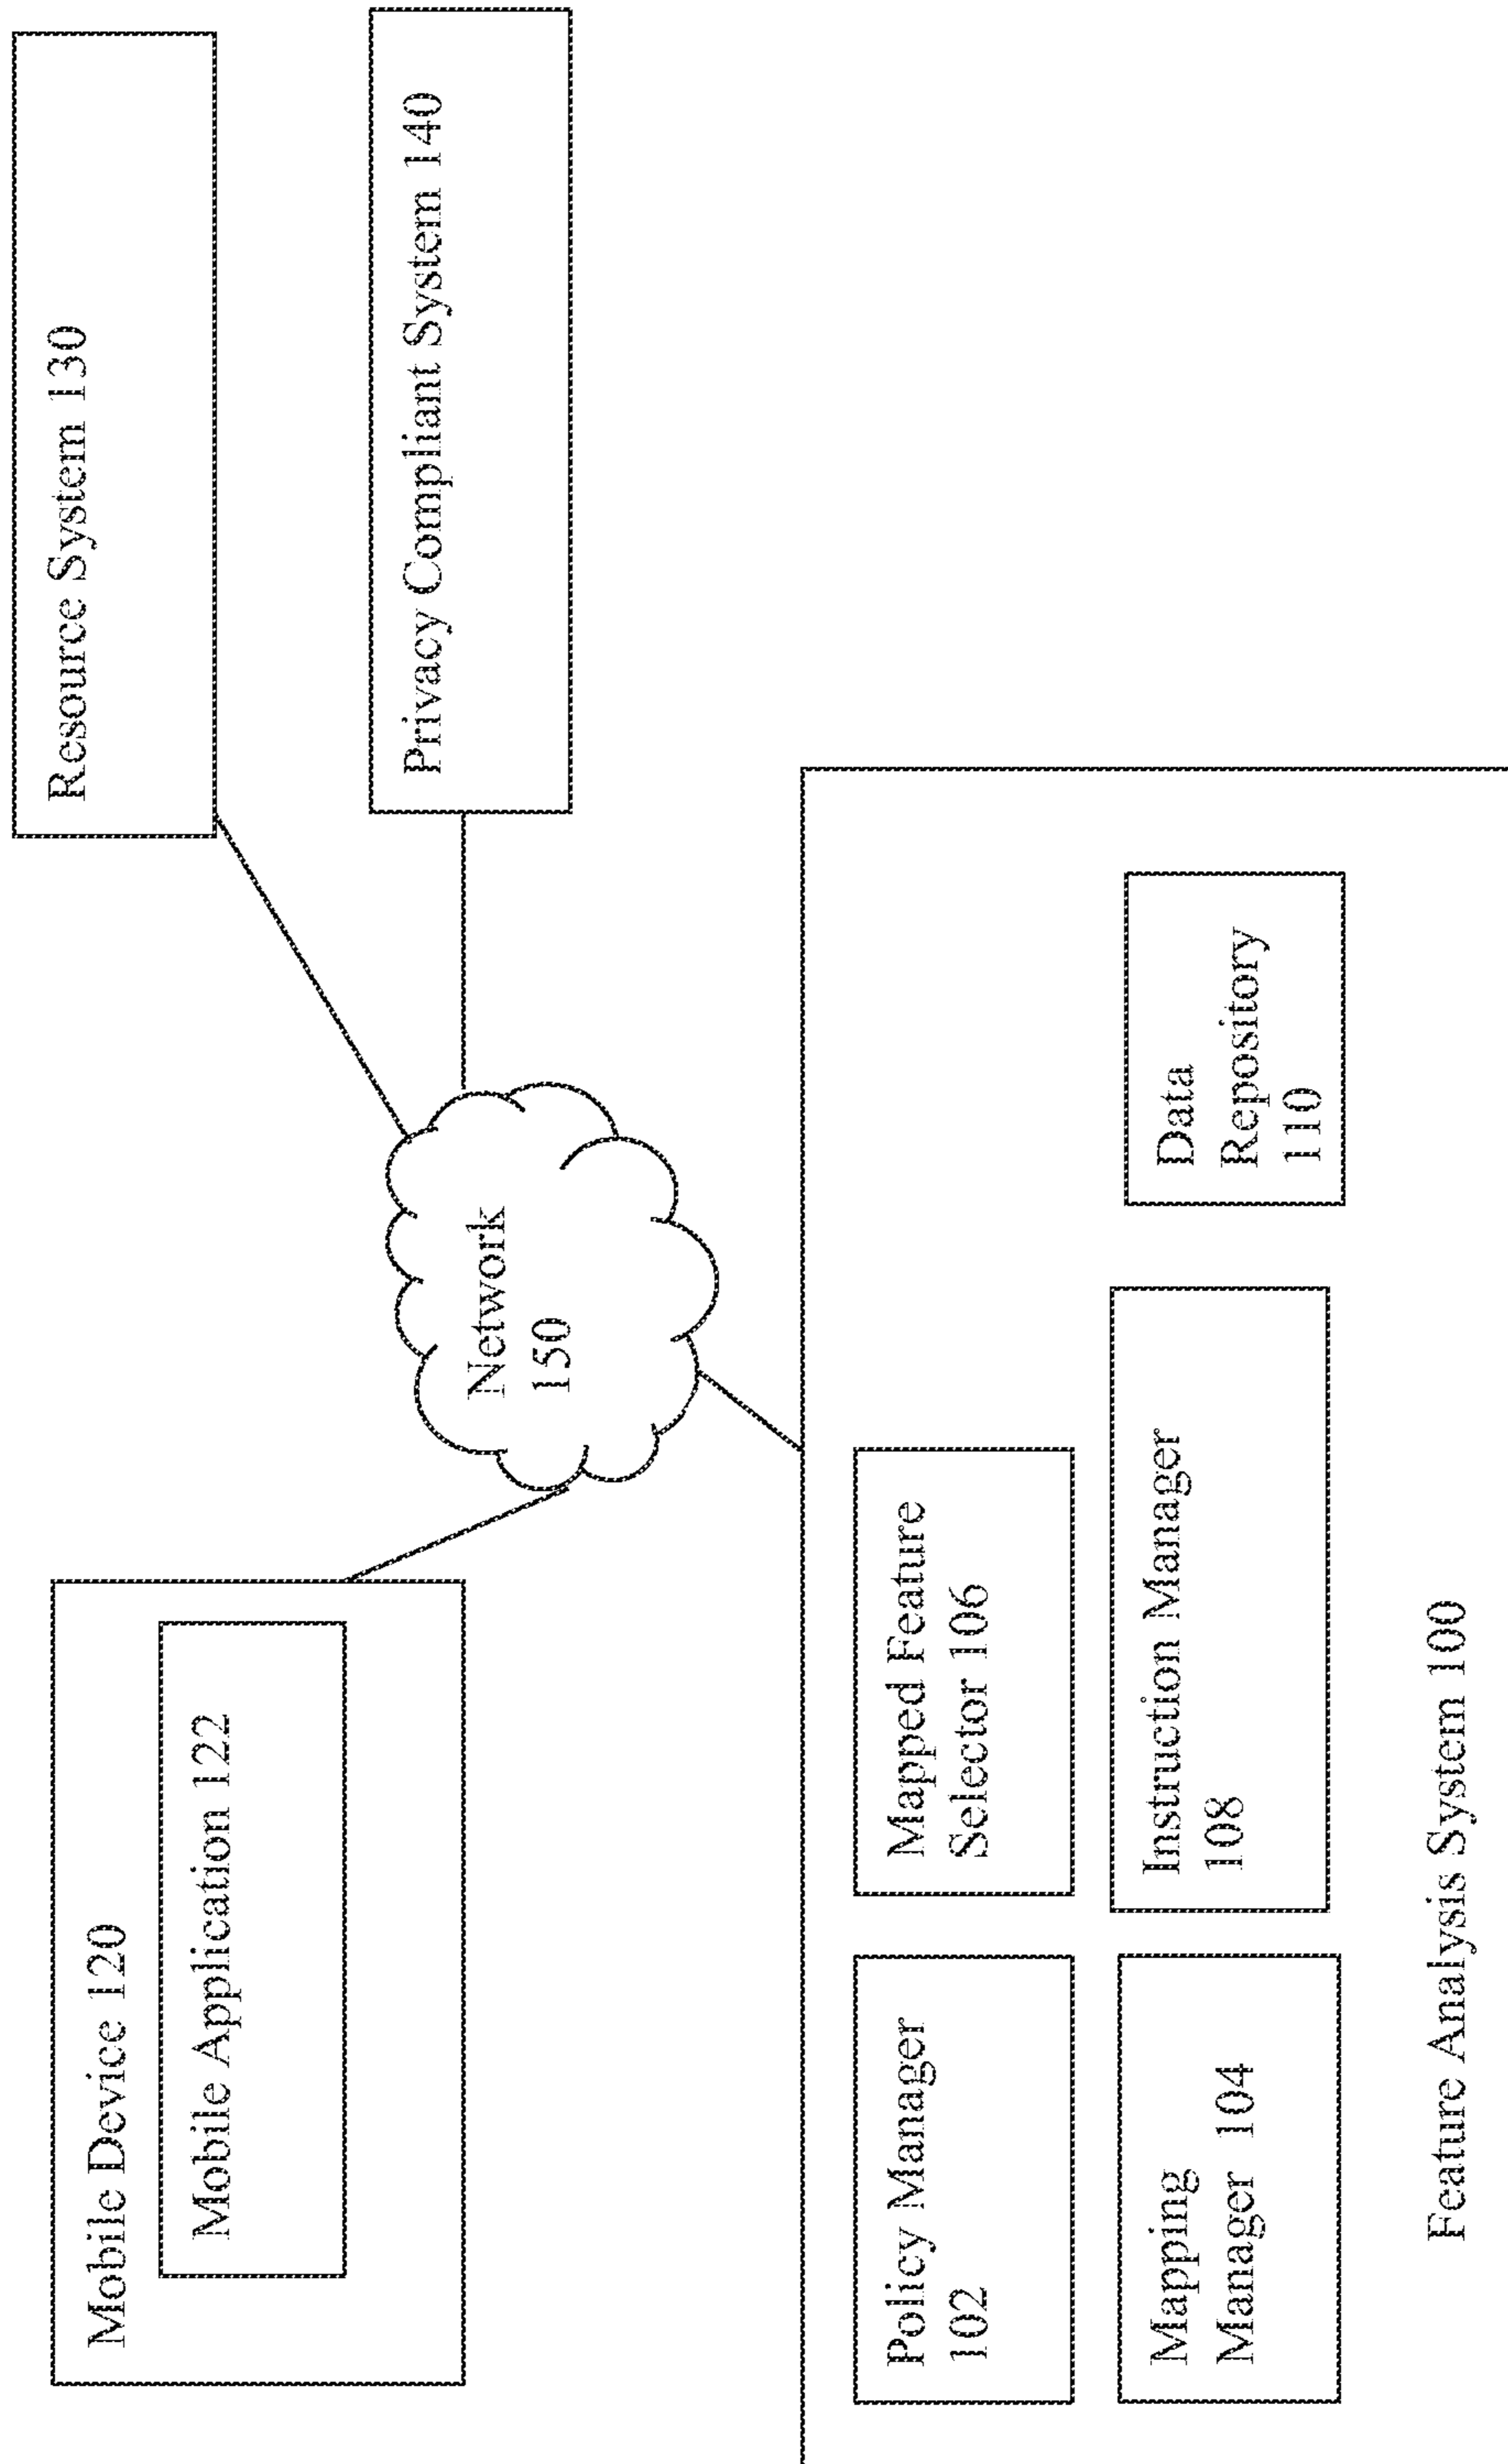 Mobile Device 120
Mobile Application 122
Resource System 130
Privacy Compliant System 140
Network
150
Policy Manager
102
Mapped Feature
Selector 106
Mapping
Manager 104
Instruction Manager
108
Data
Repository
110
Feature Analysis System 100